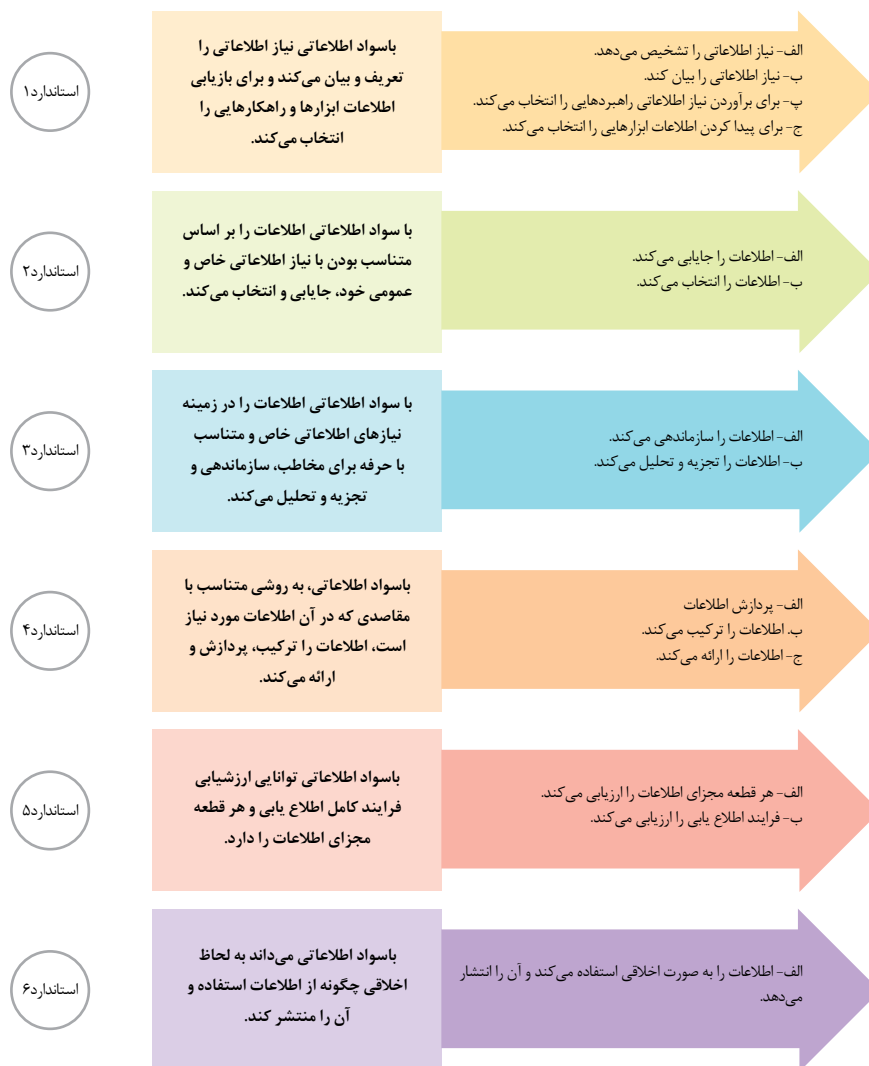 استاندارد۱
باسواد اطلاعاتی نیاز اطلاعاتی را
تعریف و بیان می‌کند و برای بازیابی
اطلاعات ابزارها و راهکارهایی را
انتخاب می‌کند.
الف- نیاز اطلاعاتی را تشخیص می‌دهد.
ب- نیاز اطلاعاتی را بیان کند.
پ- برای برآوردن نیاز اطلاعاتی راهبردهایی را انتخاب می‌کند.
ج- برای پیدا کردن اطلاعات ابزارهایی را انتخاب می‌کند.
استاندارد۲
با سواد اطلاعاتی اطلاعات را بر اساس
متناسب بودن با نیاز اطلاعاتی خاص و
عمومی خود، جایابی و انتخاب می‌کند.
الف- اطلاعات را جایابی می‌کند.
ب- اطلاعات را انتخاب می‌کند.
استاندارد۳
با سواد اطلاعاتی اطلاعات را در زمینه
نیازهای اطلاعاتی خاص و متناسب
با حرفه برای مخاطب، سازماندهی و
تجزیه و تحلیل می‌کند.
الف- اطلاعات را سازماندهی می‌کند.
ب- اطلاعات را تجزیه و تحلیل می‌کند.
استاندارد۴
باسواد اطلاعاتی، به روشی متناسب با
مقاصدی که در آن اطلاعات مورد نیاز
است، اطلاعات را ترکیب، پردازش و
ارائه می‌کند.
الف- پردازش اطلاعات
ب. اطلاعات را ترکیب می‌کند.
ج- اطلاعات را ارائه می‌کند.
استاندارد۵
باسواد اطلاعاتی توانایی ارزشیابی
فرایند کامل اطلاع یابی و هر قطعه
مجزای اطلاعات را دارد.
الف- هر قطعه مجزای اطلاعات را ارزیابی می‌کند.
ب- فرایند اطلاع یابی را ارزیابی می‌کند.
استاندارد۶
باسواد اطلاعاتی می‌داند به لحاظ
اخلاقی چگونه از اطلاعات استفاده و
آن را منتشر کند.
الف- اطلاعات را به صورت اخلاقی استفاده می‌کند و آن را انتشار
می‌دهد.